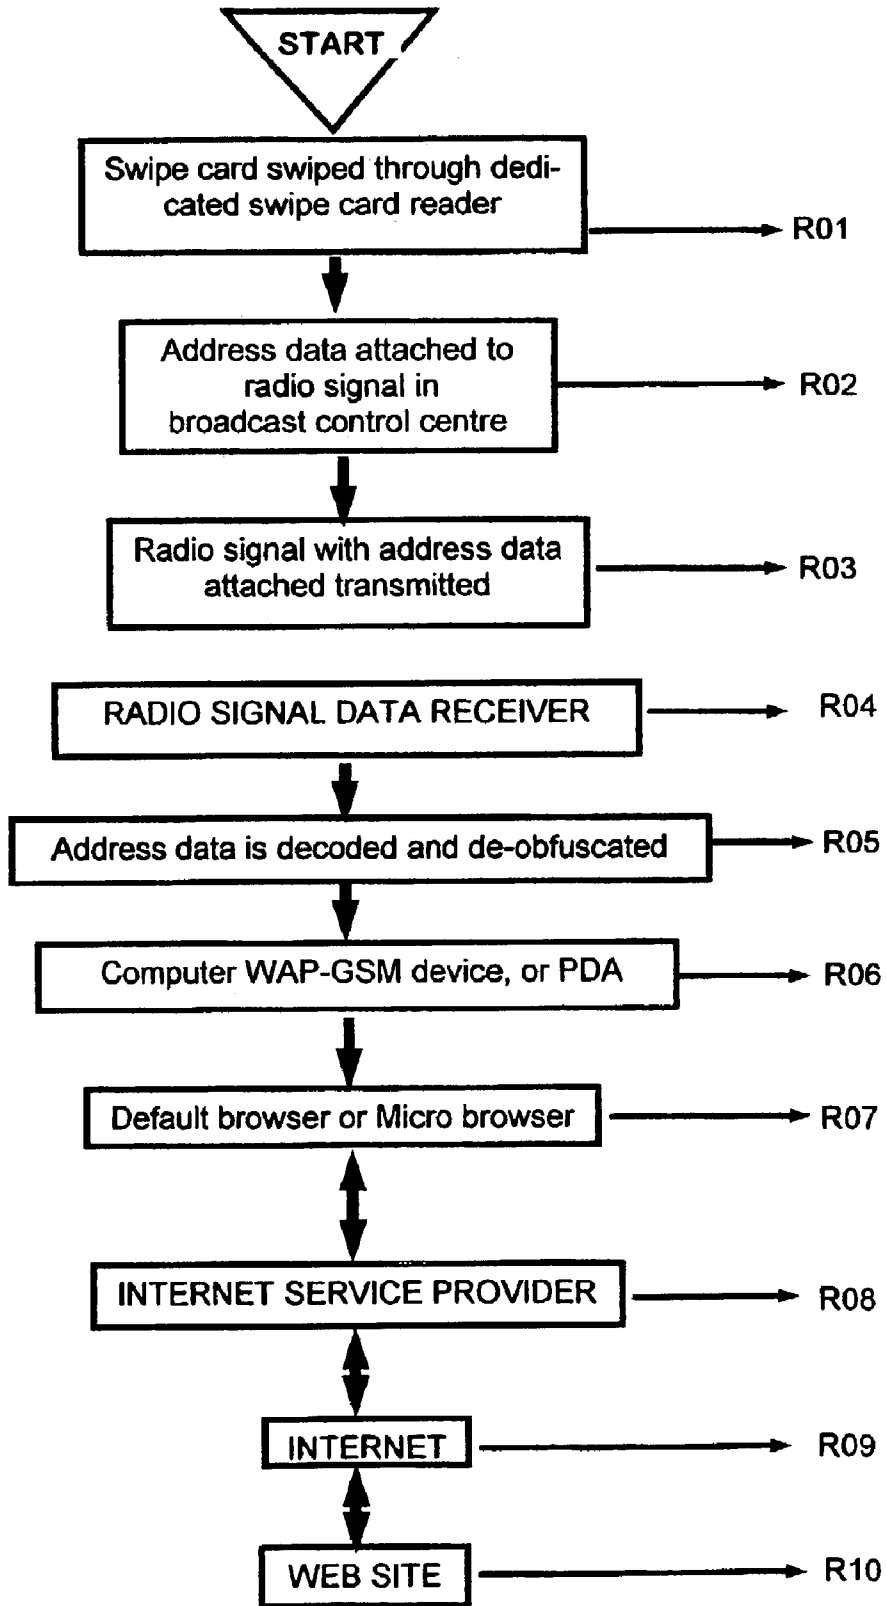 START
Swipe card swiped through dedi-
cated swipe card reader
R01
Address data attached to
radio signal in
broadcast control centre
R02
Radio signal with address data
attached transmitted
R03
RADIO SIGNAL DATA RECEIVER
R04
Address data is decoded and de-obfuscated
R05
Computer WAP-GSM device, or PDA
R06
Default browser or Micro browser
R07
INTERNET SERVICE PROVIDER
R08
INTERNET
R09
WEB SITE
R10